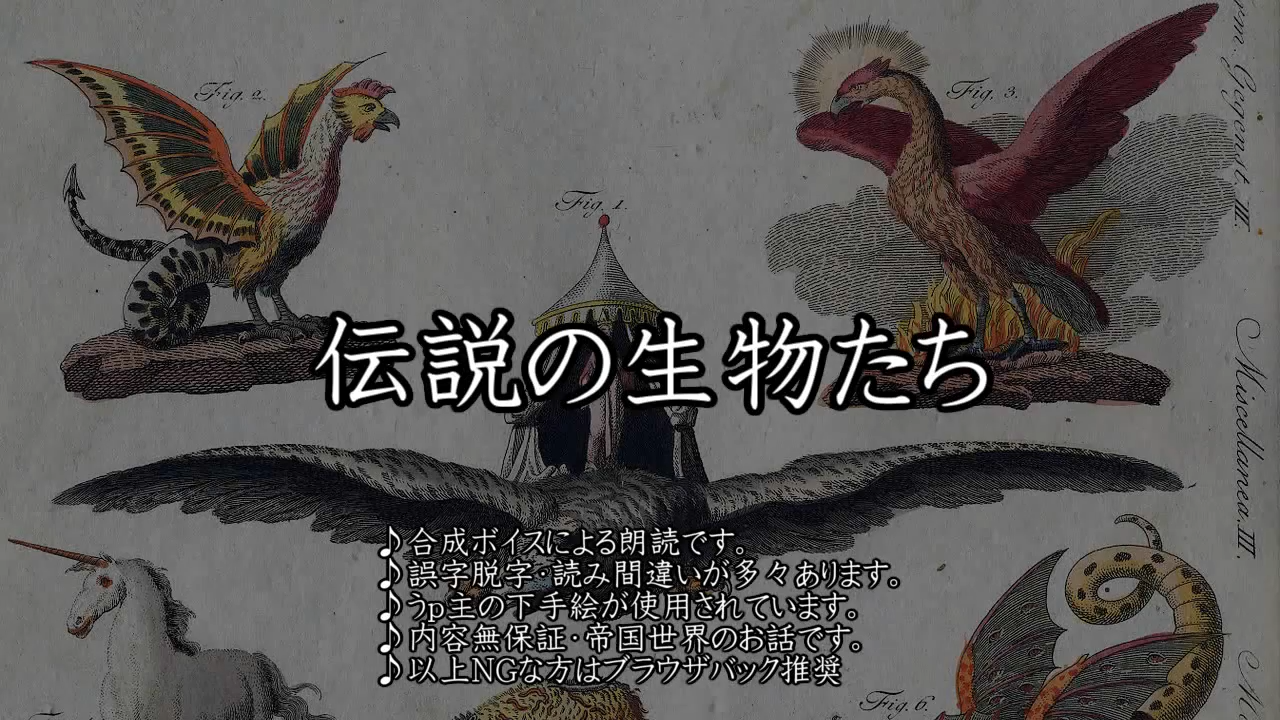 Fig. 2.
Fig. 3.
Fig. 1.
伝説の生物たち
♪合成ボイスによる朗読です。
♪誤字脱字・読み間違いが多々あります。
♪うp主の下手絵が使用されています。
♪内容無保証・帝国世界のお話です。
♪以上NGな方はブラウザバック推奨
Fig. 6.
rm. Gegenst. III.
Miscellanea. III.